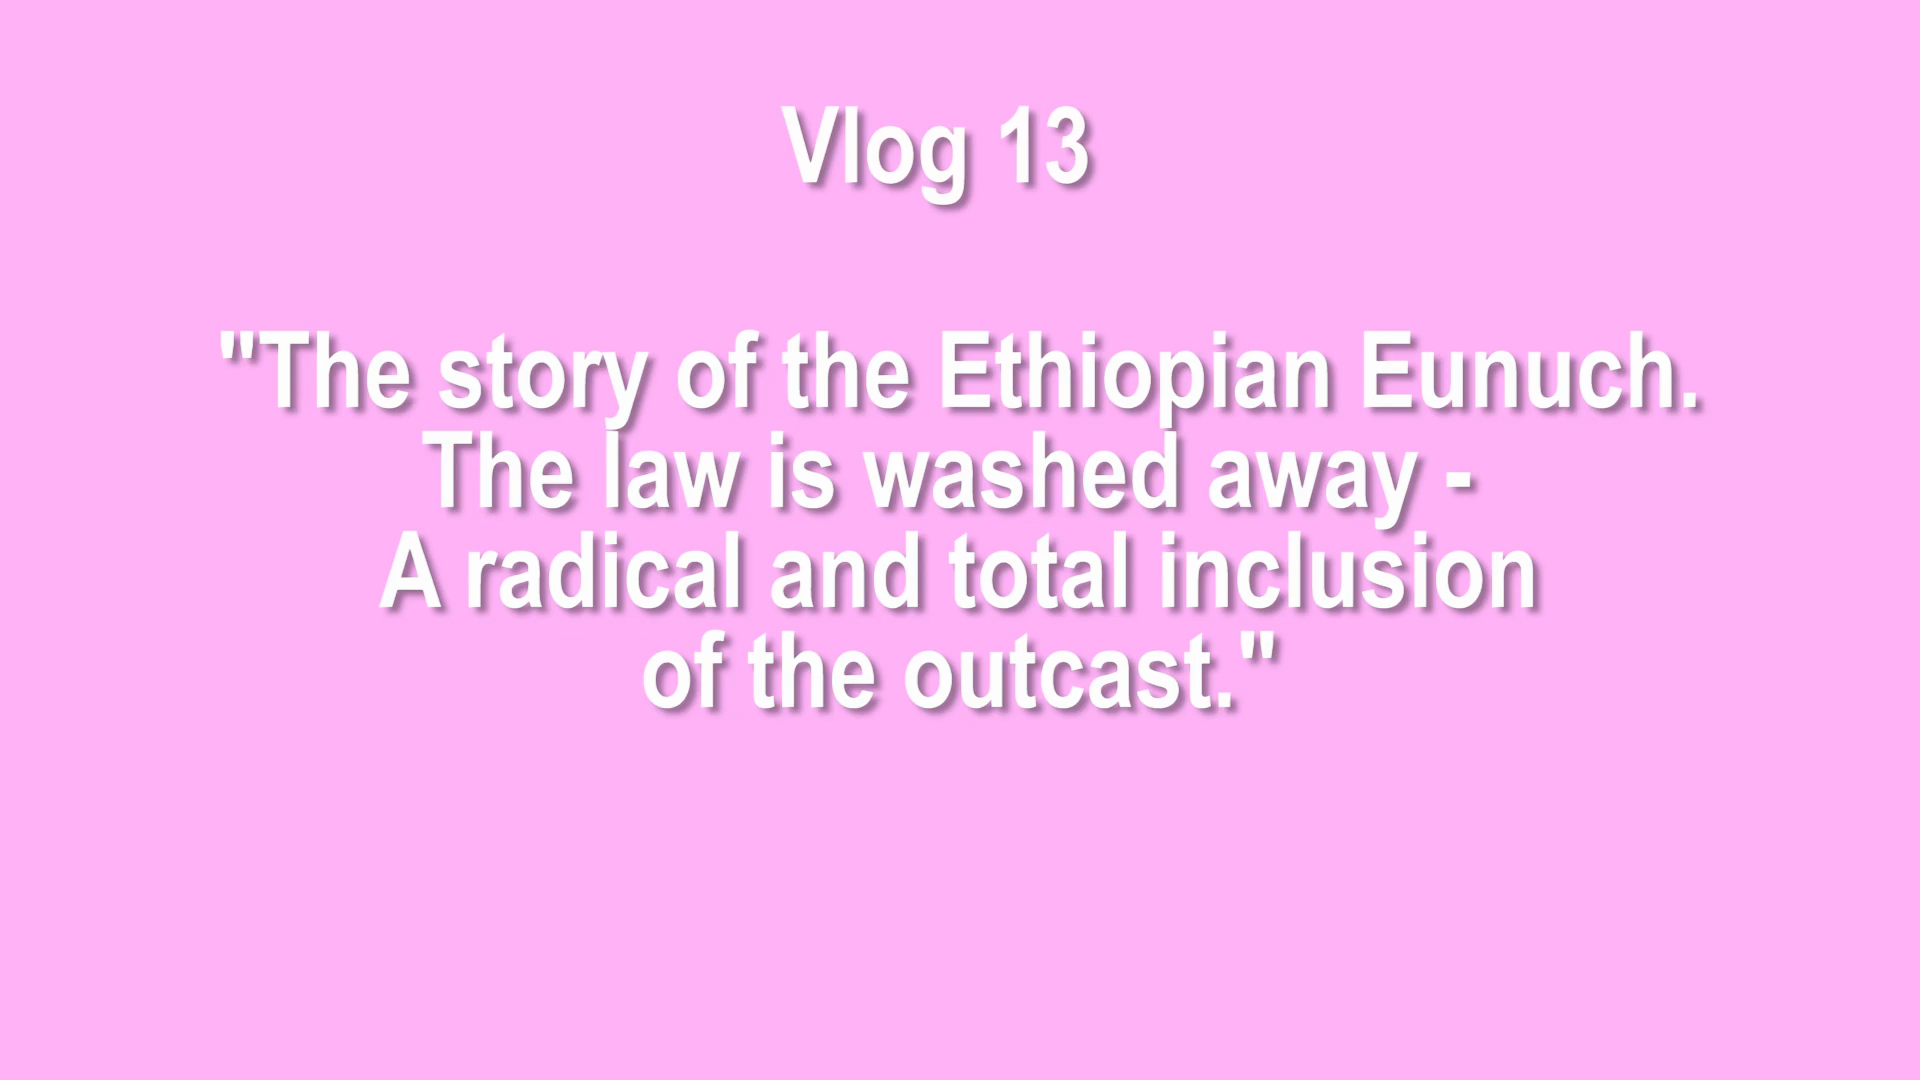 Vlog 13
"The story of the Ethiopian Eunuch.
The law is washed away -
A radical and total inclusion
of the outcast."